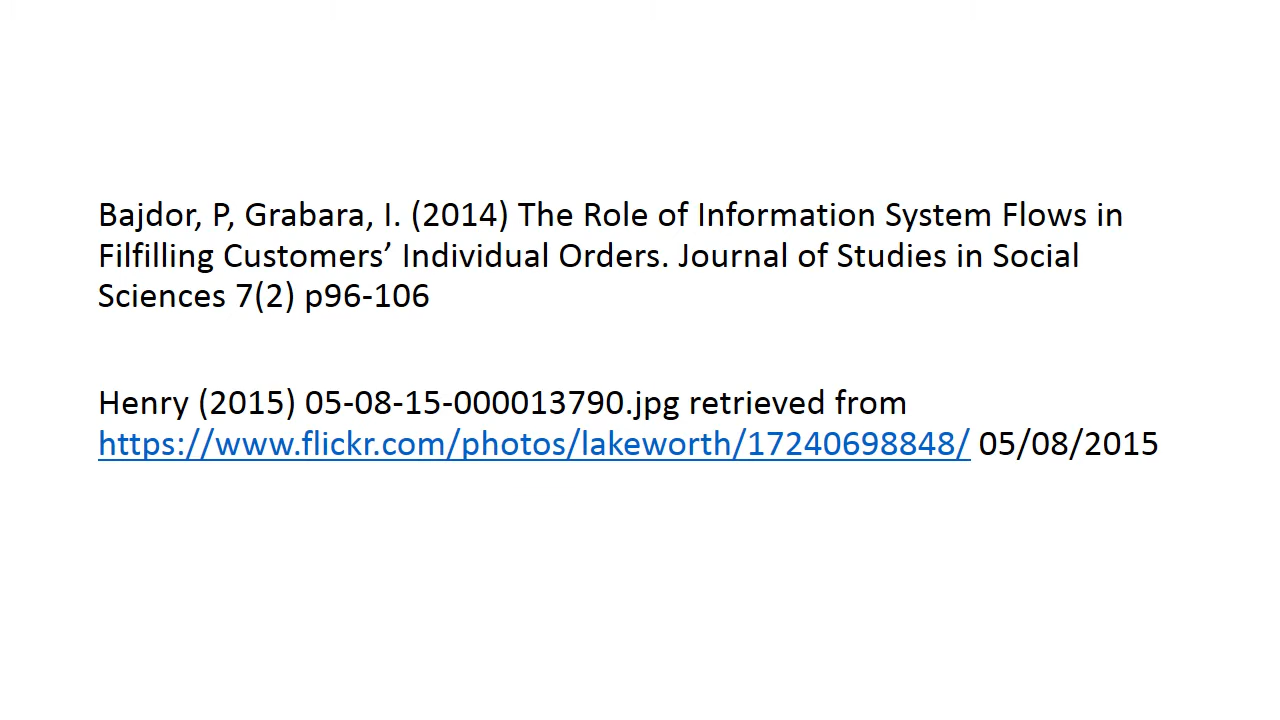 Bajdor, P, Grabara, I. (2014) The Role of Information System Flows in
Filfilling Customers’ Individual Orders. Journal of Studies in Social
Sciences 7(2) p96-106
Henry (2015) 05-08-15-000013790.jpg retrieved from
https://www.flickr.com/photos/lakeworth/17240698848/ 05/08/2015